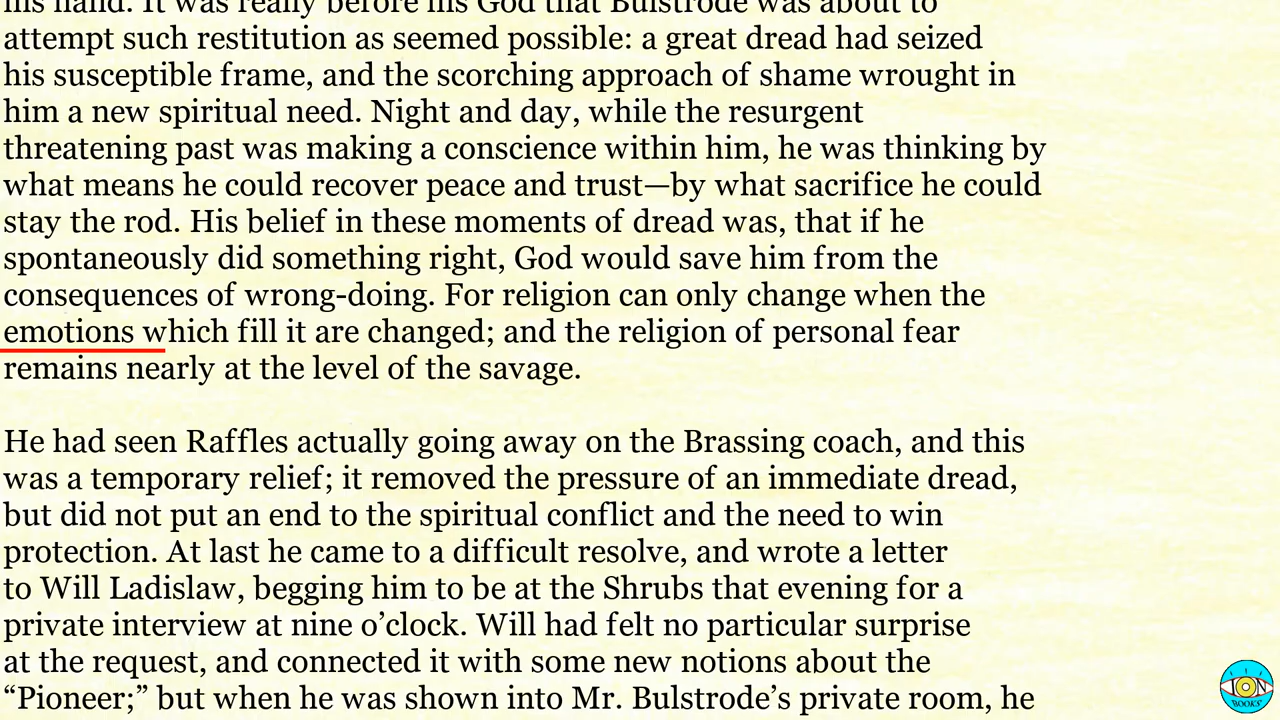 his hand. It was really before his God that Bulstrode was about to
attempt such restitution as seemed possible: a great dread had seized
his susceptible frame, and the scorching approach of shame wrought in
him a new spiritual need. Night and day, while the resurgent
threatening past was making a conscience within him, he was thinking by
what means he could recover peace and trust—by what sacrifice he could
stay the rod. His belief in these moments of dread was, that if he
spontaneously did something right, God would save him from the
consequences of wrong-doing. For religion can only change when the
emotions which fill it are changed; and the religion of personal fear
remains nearly at the level of the savage.
He had seen Raffles actually going away on the Brassing coach, and this
was a temporary relief; it removed the pressure of an immediate dread,
but did not put an end to the spiritual conflict and the need to win
protection. At last he came to a difficult resolve, and wrote a letter
to Will Ladislaw, begging him to be at the Shrubs that evening for a
private interview at nine o’clock. Will had felt no particular surprise
at the request, and connected it with some new notions about the
“Pioneer;” but when he was shown into Mr. Bulstrode’s private room, he
ION
BOOKS